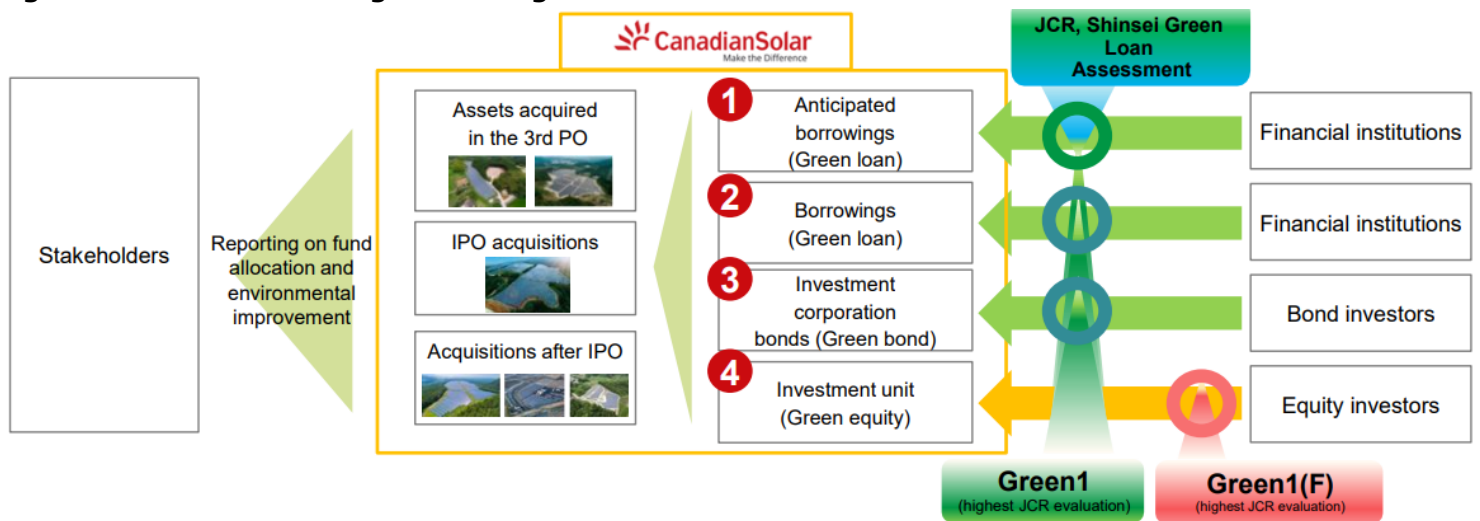 CanadianSolar
Make the Difference
JCR, Shinsei Green
Loan
Assessment
Stakeholders
Reporting on fund
allocation and
environmental
improvement
Assets acquired
in the 3rd PO
IPO acquisitions
Acquisitions after IPO
1
Anticipated
borrowings
(Green loan)
2
Borrowings
(Green loan)
3
Investment
corporation
bonds (Green bond)
4
Investment unit
(Green equity)
Financial institutions
Financial institutions
Bond investors
Equity investors
Green1
(highest JCR evaluation)
Green1(F)
(highest JCR evaluation)